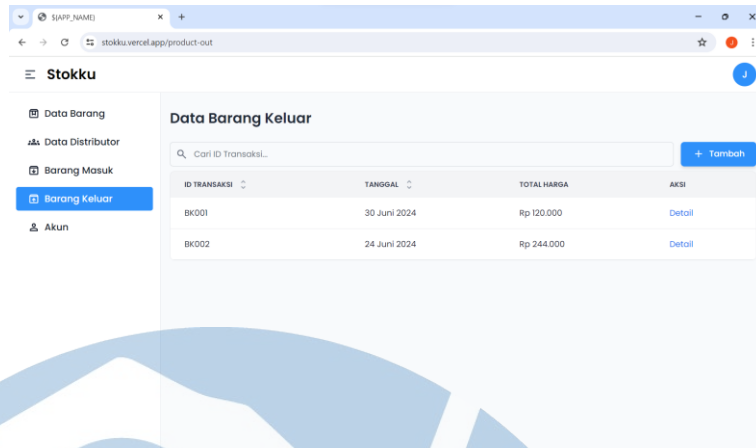 ${APP_NAME}
stokku.vercel.app/product-out
J
Stokku
J
Data Barang
Data Distributor
Barang Masuk
Barang Keluar
Akun
Data Barang Keluar
Cari ID Transaksi...
+ Tambah
ID TRANSAKSI TANGGAL TOTAL HARGA AKSI
BK001 30 Juni 2024 Rp 120.000 Detail
BK002 24 Juni 2024 Rp 244.000 Detail